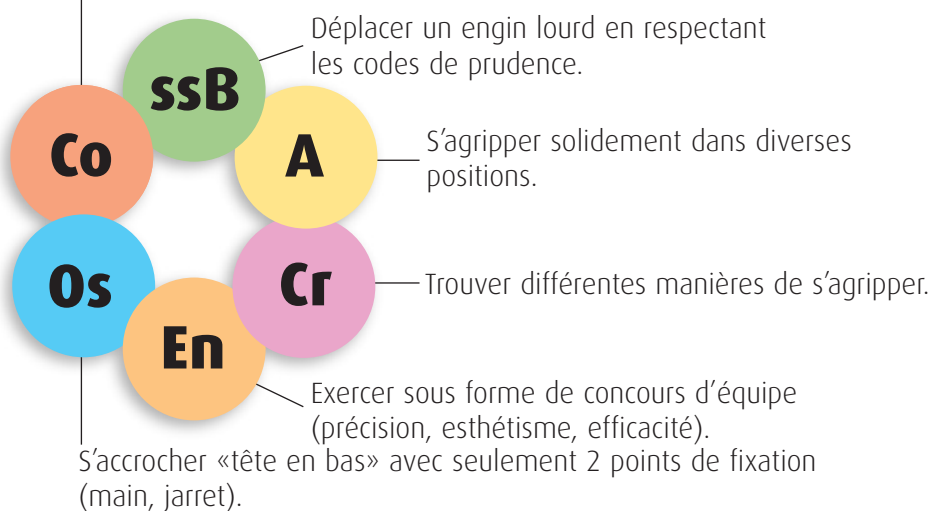 Déplacer un engin lourd en respectant
les codes de prudence.
ssB
Co
A
S’agripper solidement dans diverses
positions.
Os
Cr
Trouver différentes manières de s’agripper.
En
Exercer sous forme de concours d’équipe
(précision, esthétisme, efficacité).
S’accrocher «tête en bas» avec seulement 2 points de fixation
(main, jarret).